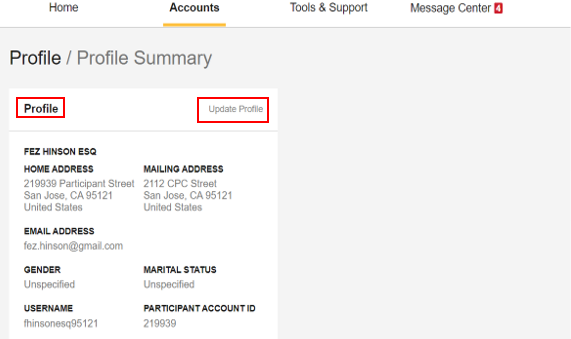 Home Accounts Tools & Support Message Center 4
Profile / Profile Summary
Profile Update Profile
FEZ HINSON ESQ
HOME ADDRESS MAILING ADDRESS
219939 Participant Street 2112 CPC Street
San Jose, CA 95121 San Jose, CA 95121
United States United States
EMAIL ADDRESS
fez.hinson@gmail.com
GENDER MARITAL STATUS
Unspecified Unspecified
USERNAME PARTICIPANT ACCOUNT ID
fhinsonesq95121 219939